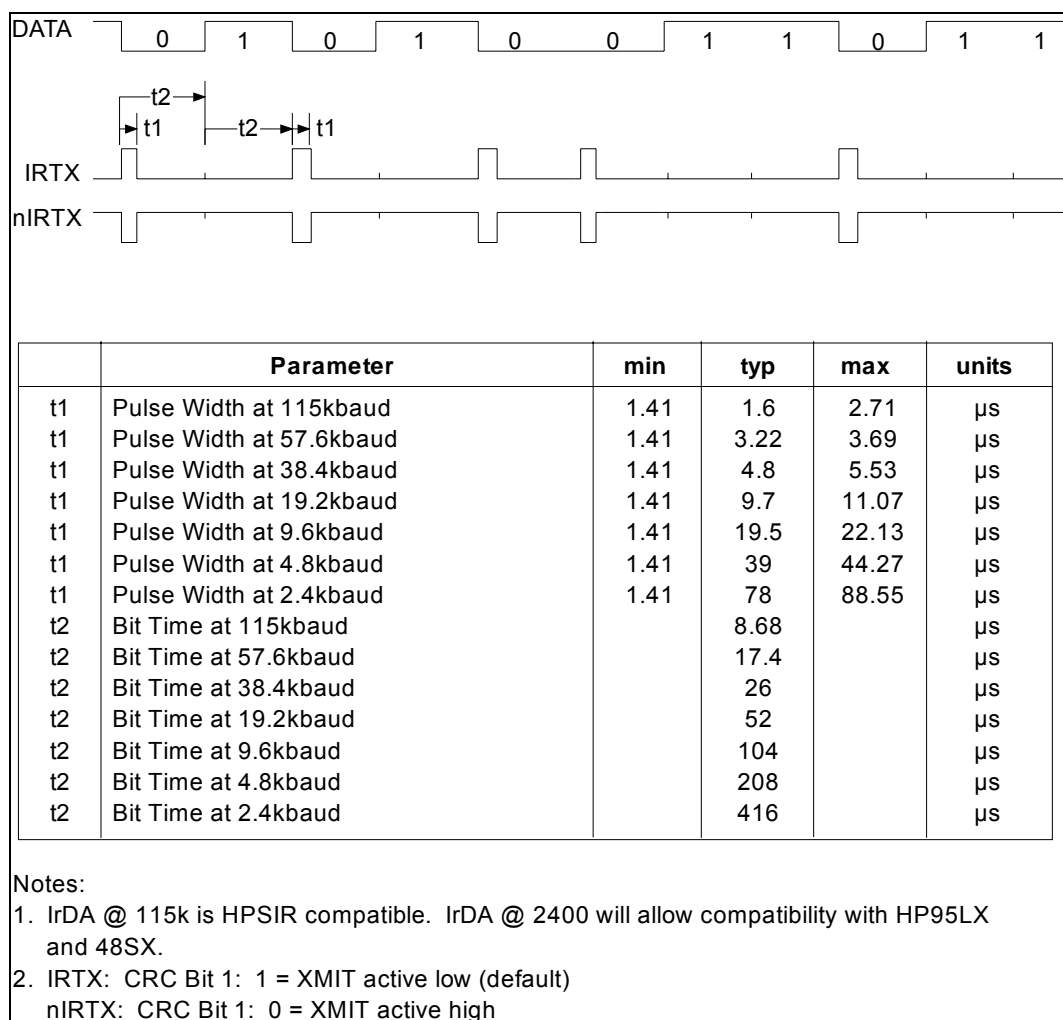 DATA 0 1 0 1 0 0 1 1 0 1 1
t2
t1 t2 t1
IRTX
nIRTX
Parameter min typ max units
t1 Pulse Width at 115kbaud 1.41 1.6 2.71 µs
t1 Pulse Width at 57.6kbaud 1.41 3.22 3.69 µs
t1 Pulse Width at 38.4kbaud 1.41 4.8 5.53 µs
t1 Pulse Width at 19.2kbaud 1.41 9.7 11.07 µs
t1 Pulse Width at 9.6kbaud 1.41 19.5 22.13 µs
t1 Pulse Width at 4.8kbaud 1.41 39 44.27 µs
t1 Pulse Width at 2.4kbaud 1.41 78 88.55 µs
t2 Bit Time at 115kbaud 8.68 µs
t2 Bit Time at 57.6kbaud 17.4 µs
t2 Bit Time at 38.4kbaud 26 µs
t2 Bit Time at 19.2kbaud 52 µs
t2 Bit Time at 9.6kbaud 104 µs
t2 Bit Time at 4.8kbaud 208 µs
t2 Bit Time at 2.4kbaud 416 µs
Notes:
1. IrDA @ 115k is HPSIR compatible. IrDA @ 2400 will allow compatibility with HP95LX
and 48SX.
2. IRTX: CRC Bit 1: 1 = XMIT active low (default)
nIRTX: CRC Bit 1: 0 = XMIT active high